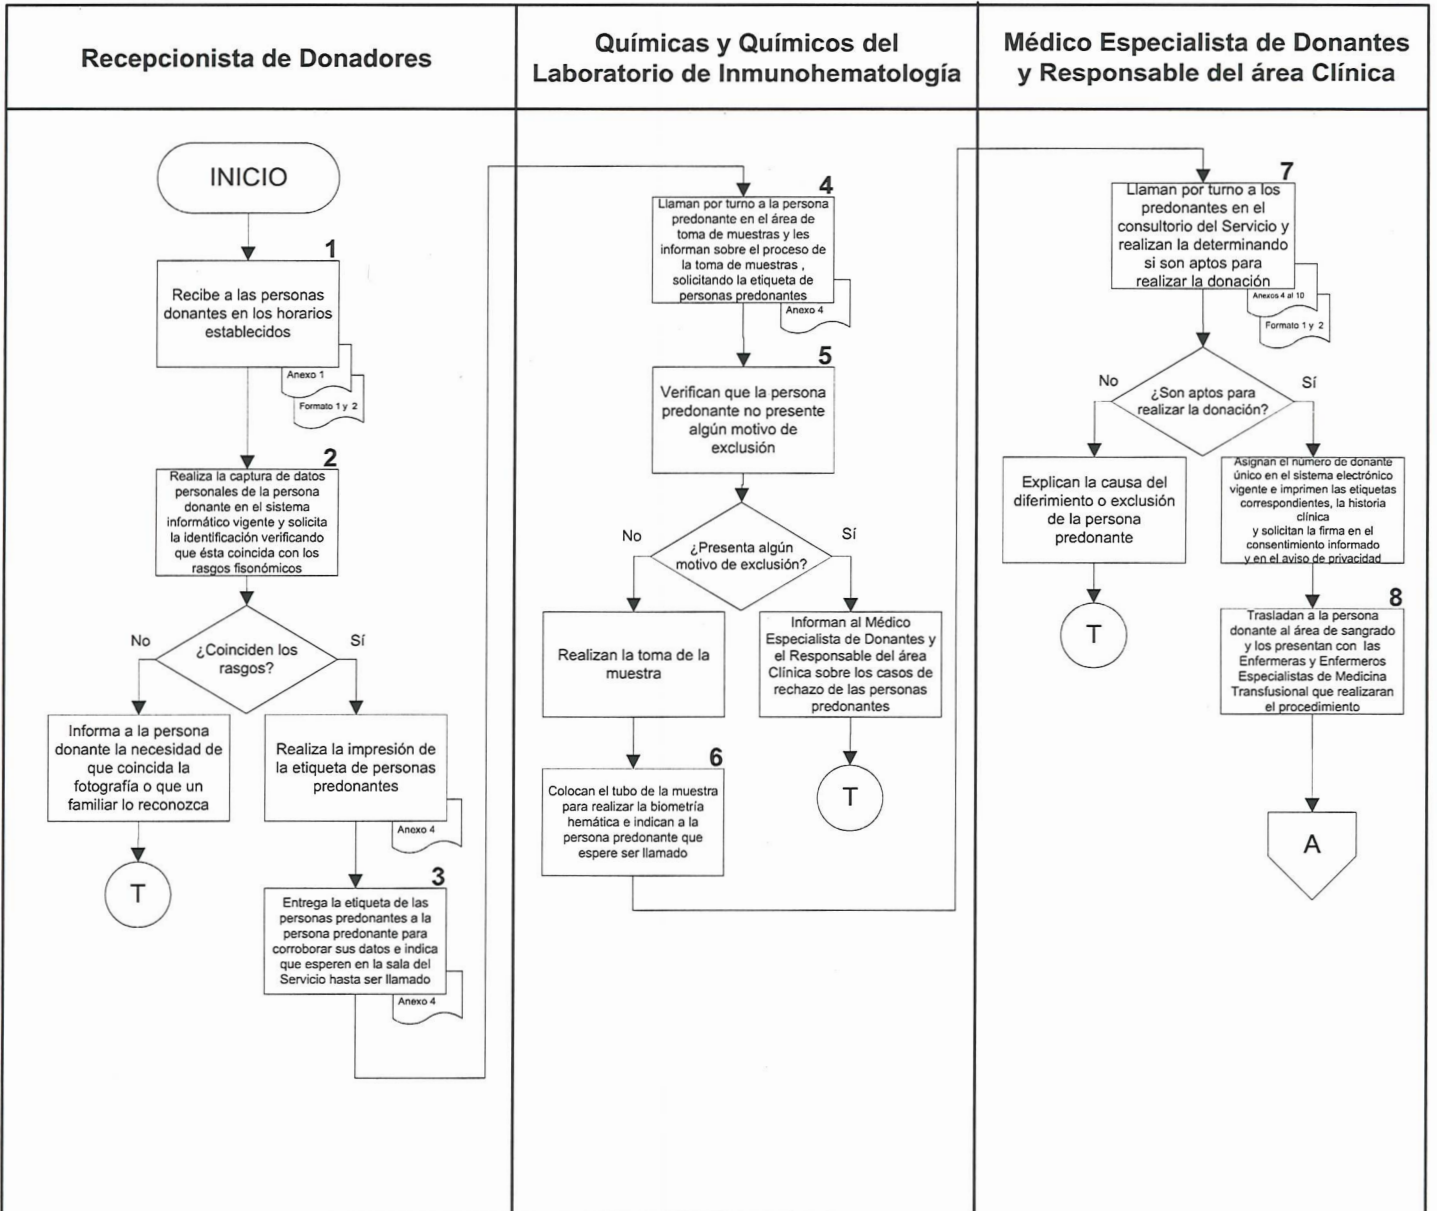 Recepcionista de Donadores
Químicas y Químicos del
Laboratorio de Inmunohematología
Médico Especialista de Donantes
y Responsable del área Clínica
INICIO
1
Recibe a las personas
donantes en los horarios
establecidos
Anexo 1
Formato 1 y 2
2
Realiza la captura de datos
personales de la persona
donante en el sistema
informático vigente y solicita
la identificación verificando
que ésta coincida con los
rasgos fisonómicos
¿Coinciden los
rasgos?
No
Sí
Informa a la persona
donante la necesidad de
que coincida la
fotografía o que un
familiar lo reconozca
T
Realiza la impresión de
la etiqueta de personas
predonantes
Anexo 4
3
Entrega la etiqueta de las
personas predonantes a la
persona predonante para
corroborar sus datos e indica
que esperen en la sala del
Servicio hasta ser llamado
Anexo 4
4
Llaman por turno a la persona
predonante en el área de
toma de muestras y les
informan sobre el proceso de
la toma de muestras ,
solicitando la etiqueta de
personas predonantes
Anexo 4
5
Verifican que la persona
predonante no presente
algún motivo de
exclusión
¿Presenta algún
motivo de exclusión?
No
Sí
Realizan la toma de la
muestra
Informan al Médico
Especialista de Donantes y
el Responsable del área
Clínica sobre los casos de
rechazo de las personas
predonantes
T
6
Colocan el tubo de la muestra
para realizar la biometría
hemática e indican a la
persona predonante que
espere ser llamado
7
Llaman por turno a los
predonantes en el
consultorio del Servicio y
realizan la determinando
si son aptos para
realizar la donación
Anexos 4 al 10
Formato 1 y 2
¿Son aptos para
realizar la donación?
No
Sí
Explican la causa del
diferimiento o exclusión
de la persona
predonante
T
Asignan el número de donante
único en el sistema electrónico
vigente e imprimen las etiquetas
correspondientes, la historia
clínica
y solicitan la firma en el
consentimiento informado
y en el aviso de privacidad
8
Trasladan a la persona
donante al área de sangrado
y los presentan con las
Enfermeras y Enfermeros
Especialistas de Medicina
Transfusional que realizaran
el procedimiento
A